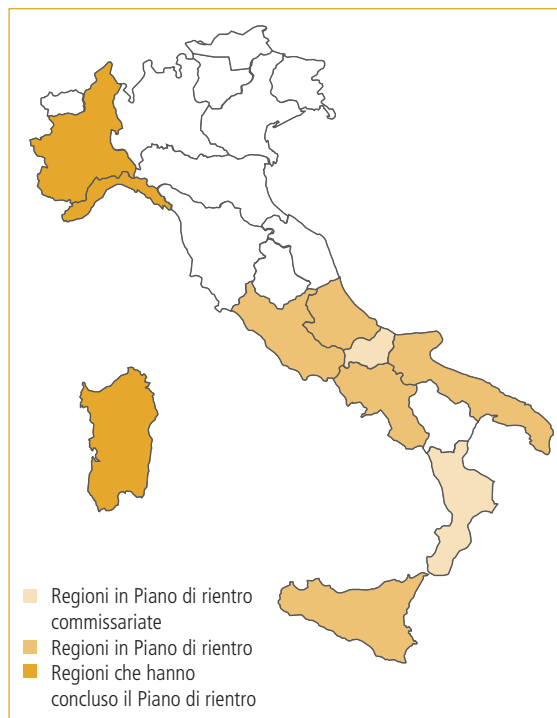 Regioni in Piano di rientro
commissariate
Regioni in Piano di rientro
Regioni che hanno
concluso il Piano di rientro